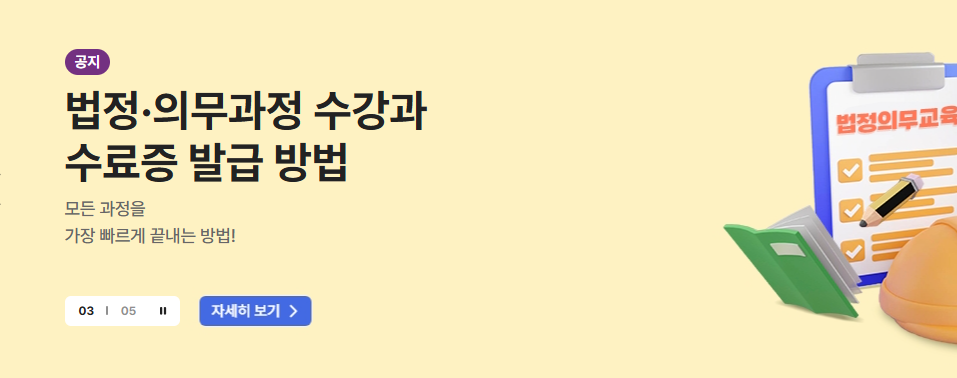 공지
법정·의무과정 수강과
수료증 발급 방법
모든 과정을
가장 빠르게 끝내는 방법!
03 | 05
자세히 보기
법정의무교육